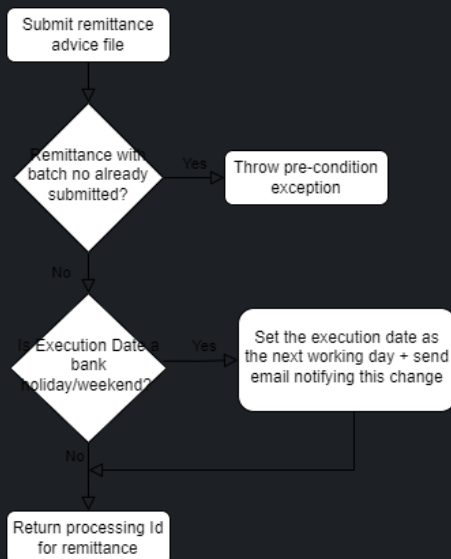 Submit remittance
advice file
Remittance with
batch no already
submitted?
Yes
Throw pre-condition
exception
No
Is Execution Date a
bank
holiday/weekend?
Yes
Set the execution date as
the next working day + send
email notifying this change
No
Return processing Id
for remittance